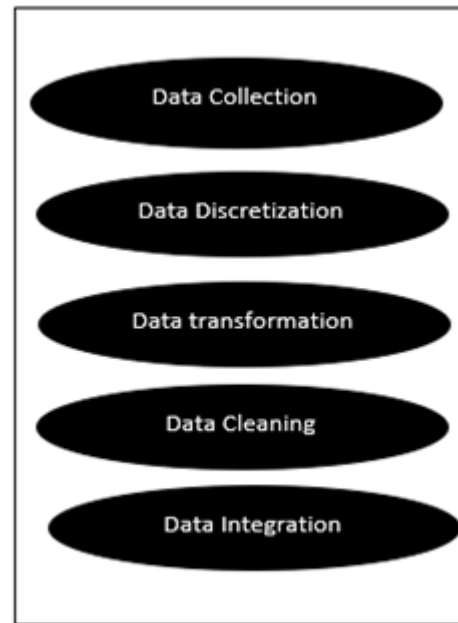 Data Collection
Data Discretization
Data transformation
Data Cleaning
Data Integration